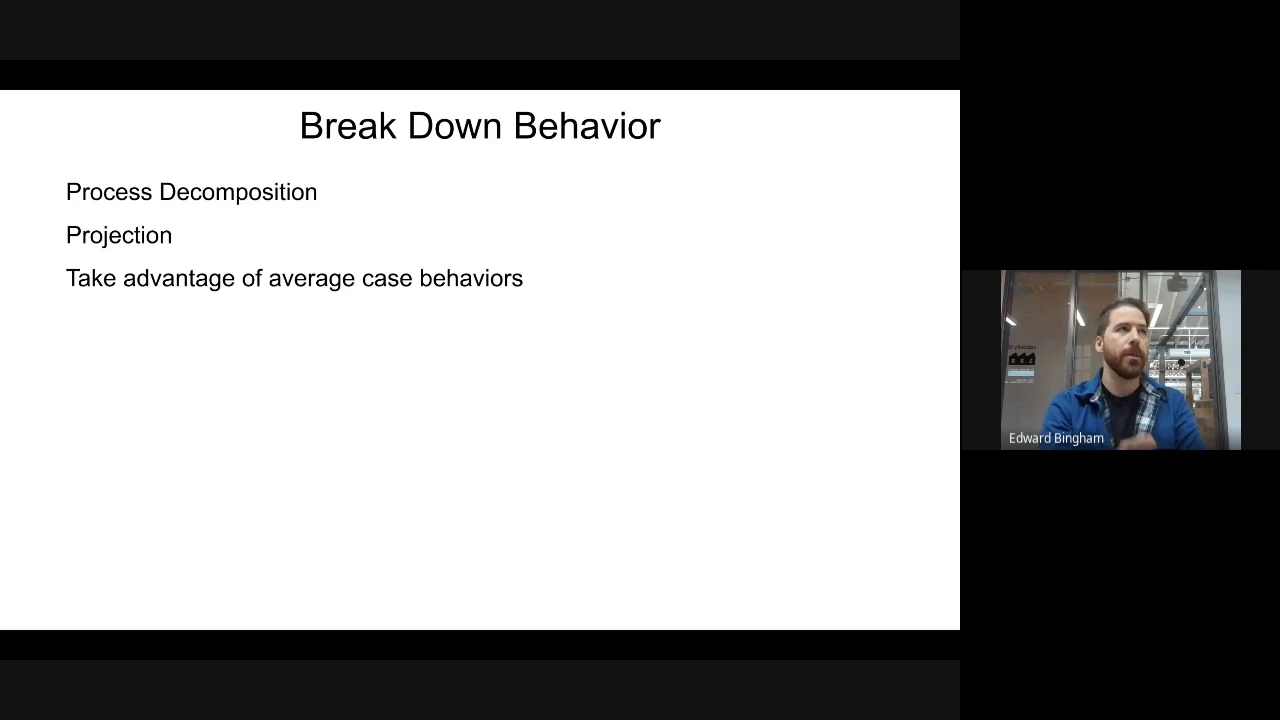 Break Down Behavior
Process Decomposition
Projection
Take advantage of average case behaviors
Edward Bingham